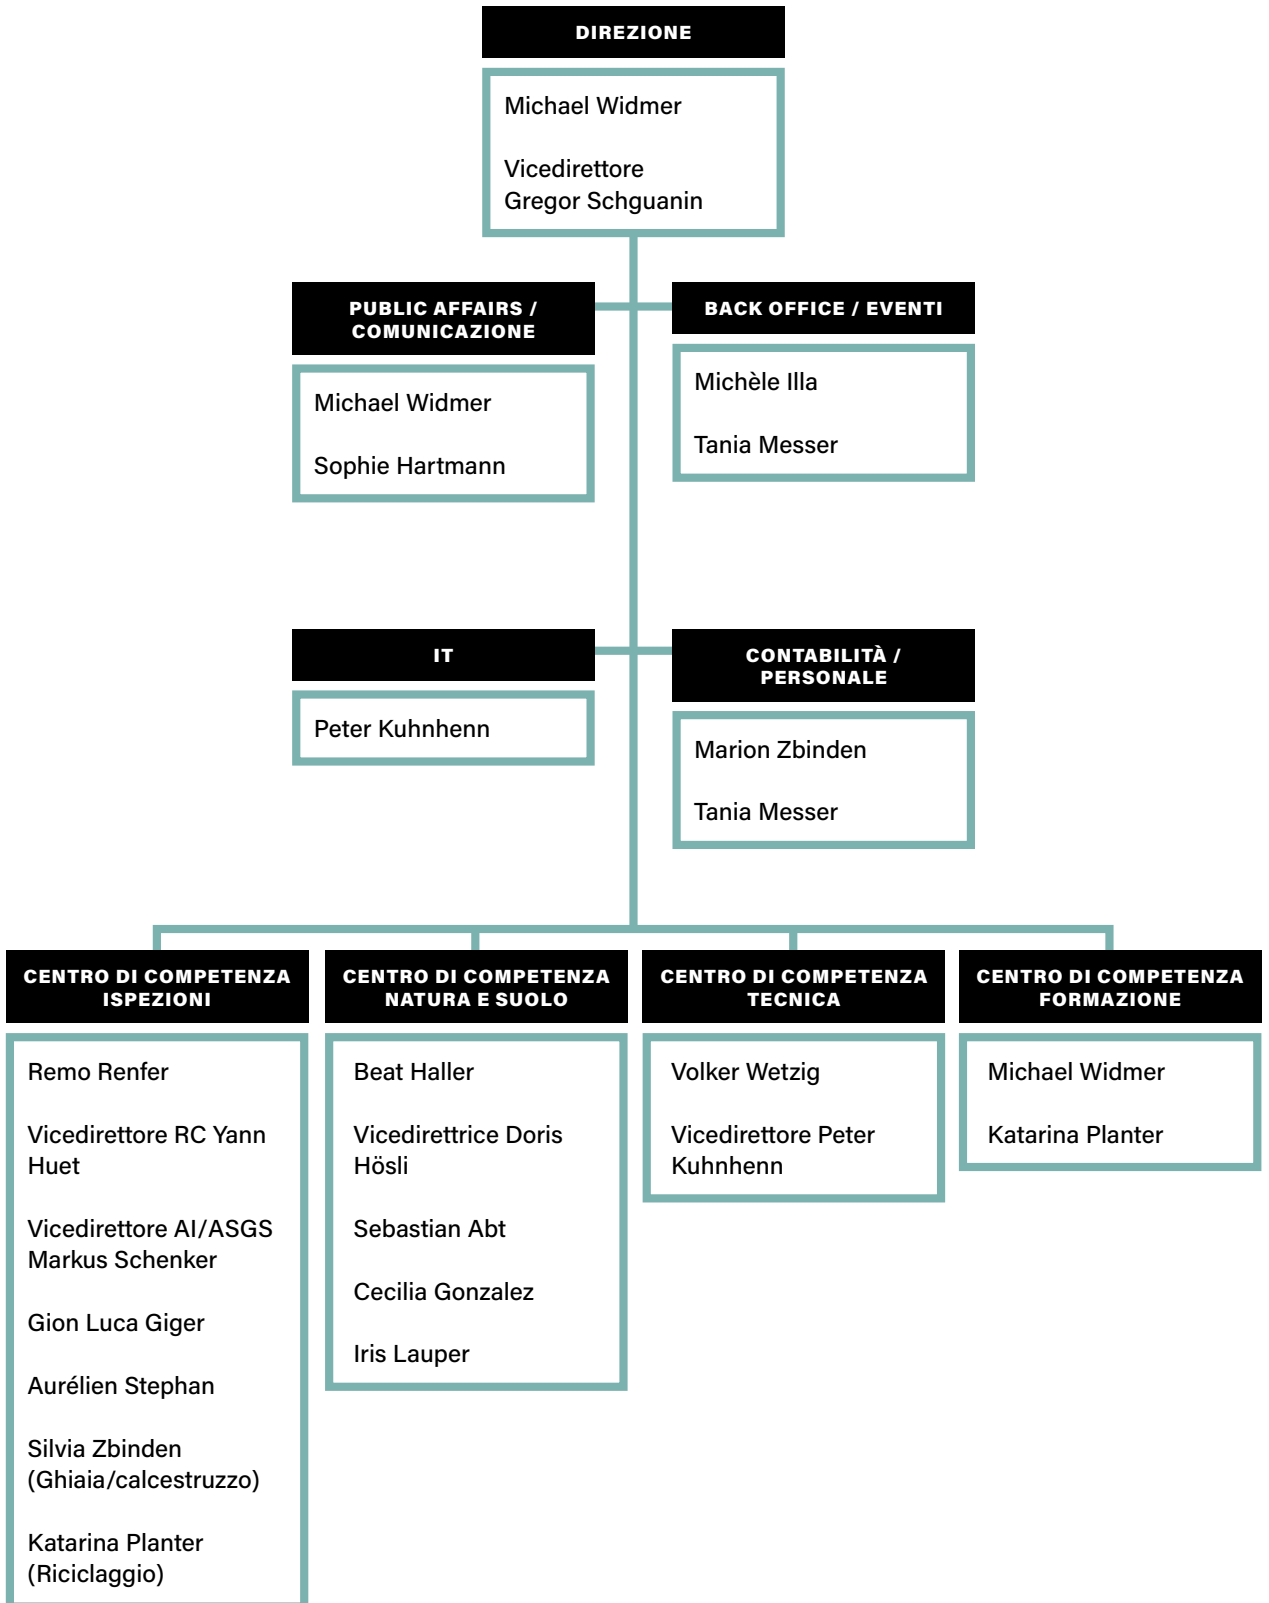 DIREZIONE
Michael Widmer
Vicedirettore
Gregor Schguanin
PUBLIC AFFAIRS /
COMUNICAZIONE
Michael Widmer
Sophie Hartmann
BACK OFFICE / EVENTI
Michèle Illa
Tania Messer
IT
Peter Kuhnhenn
CONTABILITÀ /
PERSONALE
Marion Zbinden
Tania Messer
CENTRO DI COMPETENZA
ISPEZIONI
Remo Renfer
Vicedirettore RC Yann
Huet
Vicedirettore AI/ASGS
Markus Schenker
Gion Luca Giger
Aurélien Stephan
Silvia Zbinden
(Ghiaia/calcestruzzo)
Katarina Planter
(Riciclaggio)
CENTRO DI COMPETENZA
NATURA E SUOLO
Beat Haller
Vicedirettrice Doris
Hösli
Sebastian Abt
Cecilia Gonzalez
Iris Lauper
CENTRO DI COMPETENZA
TECNICA
Volker Wetzig
Vicedirettore Peter
Kuhnhenn
CENTRO DI COMPETENZA
FORMAZIONE
Michael Widmer
Katarina Planter